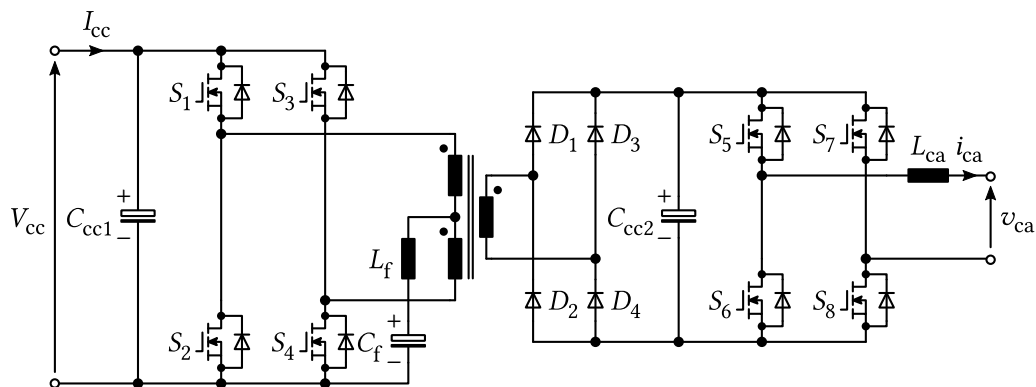 I_cc
S_1
S_3
V_cc
+
C_cc1
−
L_f
S_2
S_4
+
C_f
−
D_1
D_3
+
C_cc2
−
D_2
D_4
S_5
S_7
L_ca
i_ca
v_ca
S_6
S_8